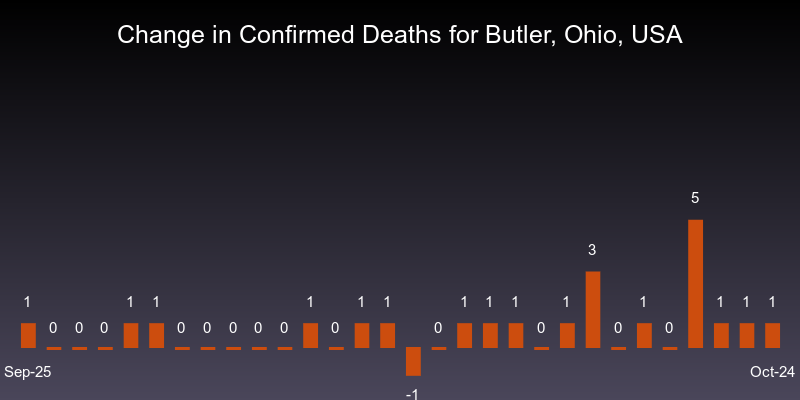 Change in Confirmed Deaths for Butler, Ohio, USA
5
3
1 1 1 1 1 1 1 1 1 1 1 1 1 1
0 0 0 0 0 0 0 0 0 0 0 0 0
Sep-25 Oct-24
-1